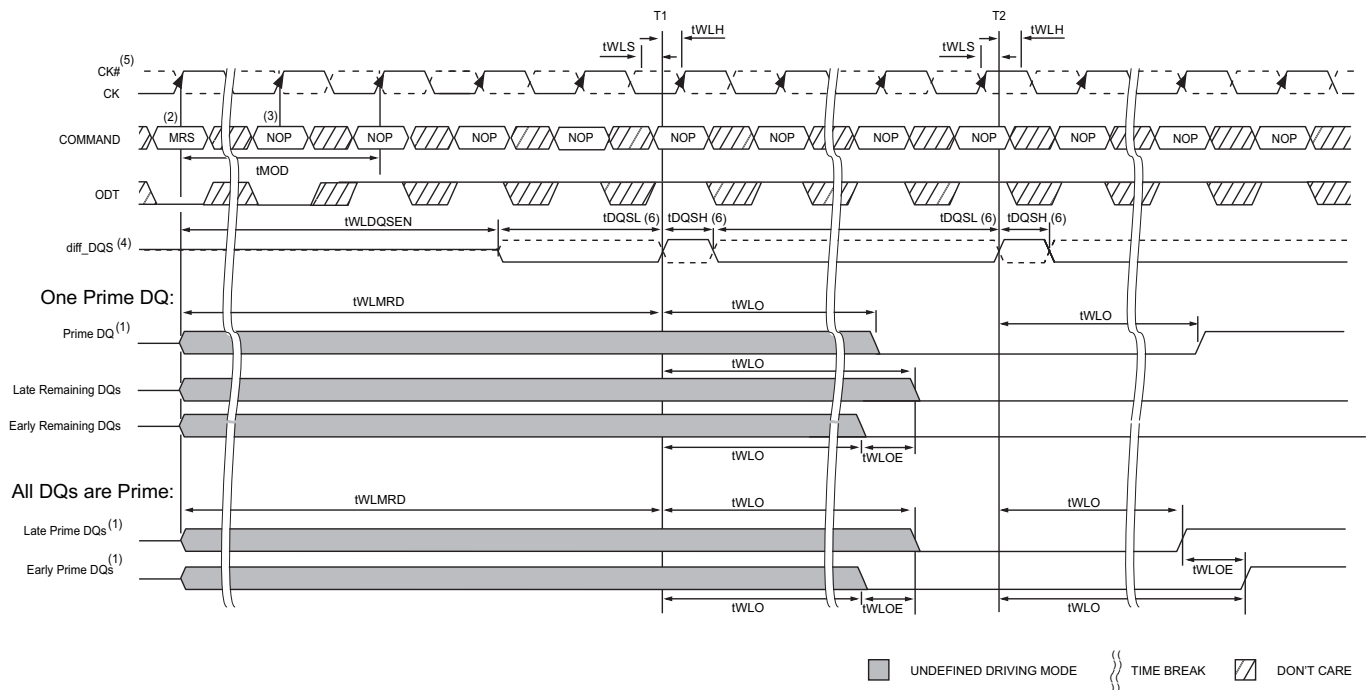 T1 T2
tWLS tWLH tWLS tWLH
CK# (5)
CK
COMMAND (2) MRS (3) NOP NOP NOP NOP NOP NOP NOP NOP NOP NOP NOP
tMOD
ODT
tWLDQSEN tDQSL (6) tDQSH (6) tDQSL (6) tDQSH (6)
diff_DQS (4)
One Prime DQ:
tWLMRD tWLO tWLO
Prime DQ (1)
tWLO
Late Remaining DQs
Early Remaining DQs
tWLO tWLOE
All DQs are Prime:
tWLMRD tWLO tWLO
Late Prime DQs (1)
tWLOE
Early Prime DQs (1)
tWLO tWLOE tWLO
UNDEFINED DRIVING MODE TIME BREAK DON'T CARE